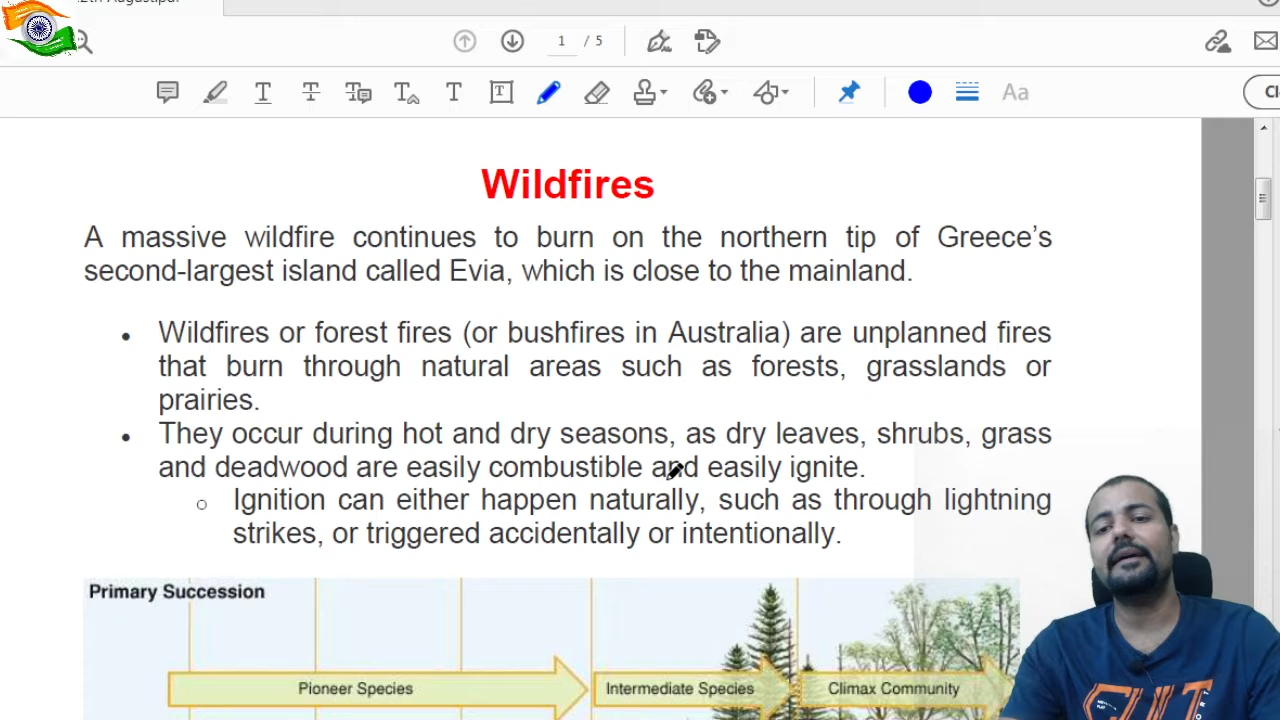 1 / 5
T T T T T T Aa
Wildfires
A massive wildfire continues to burn on the northern tip of Greece's
second-largest island called Evia, which is close to the mainland.
• Wildfires or forest fires (or bushfires in Australia) are unplanned fires
that burn through natural areas such as forests, grasslands or
prairies.
• They occur during hot and dry seasons, as dry leaves, shrubs, grass
and deadwood are easily combustible and easily ignite.
o Ignition can either happen naturally, such as through lightning
strikes, or triggered accidentally or intentionally.
Primary Succession
Pioneer Species
Intermediate Species
Climax Community
CULT